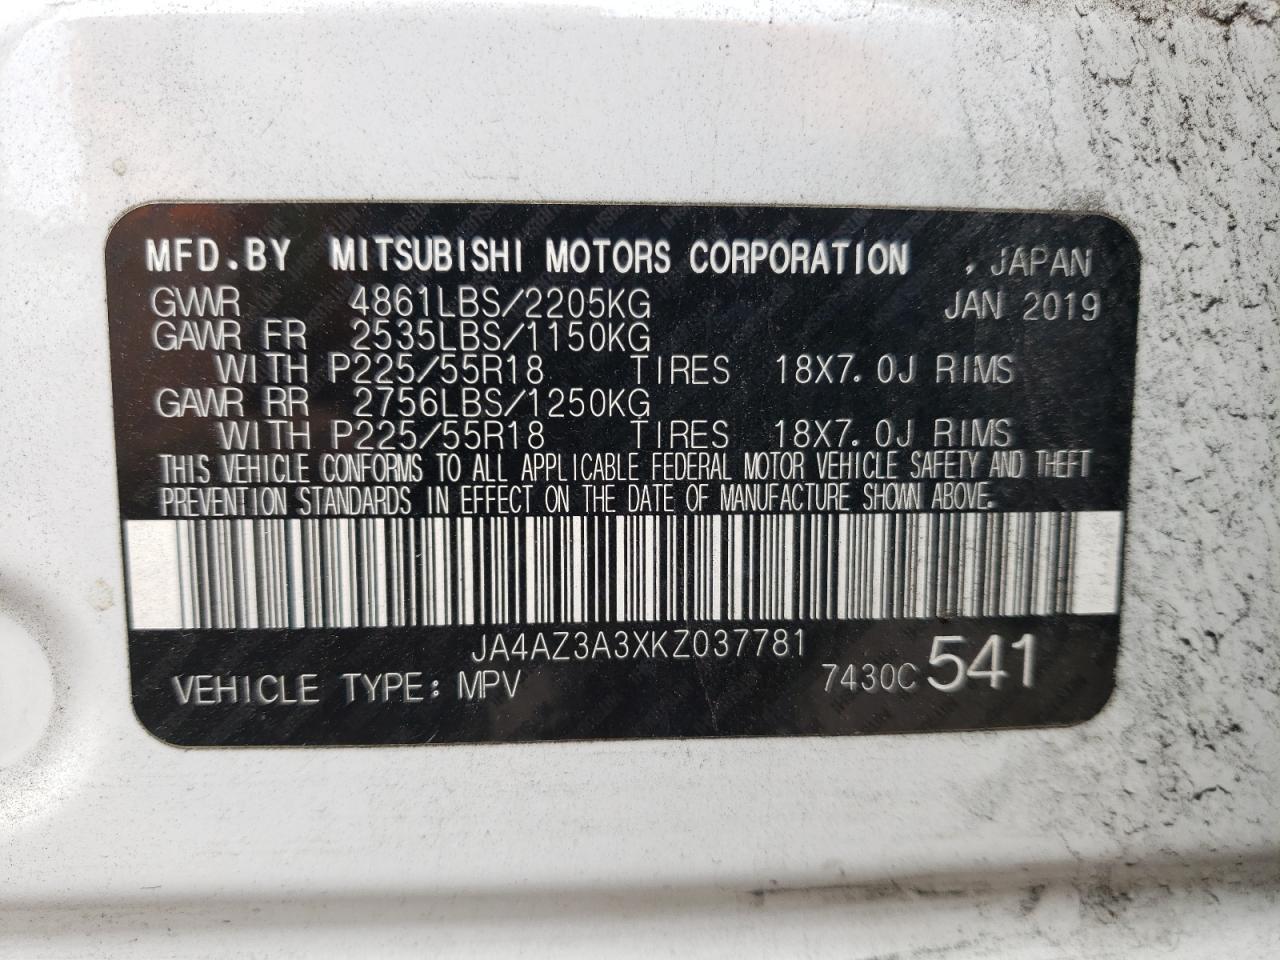 MFD.BY MITSUBISHI MOTORS CORPORATION , JAPAN
GVWR 4861LBS/2205KG JAN 2019
GAWR FR 2535LBS/1150KG
WITH P225/55R18 TIRES 18X7.0J RIMS
GAWR RR 2756LBS/1250KG
WITH P225/55R18 TIRES 18X7.0J RIMS
THIS VEHICLE CONFORMS TO ALL APPLICABLE FEDERAL MOTOR VEHICLE SAFETY AND THEFT
PREVENTION STANDARDS IN EFFECT ON THE DATE OF MANUFACTURE SHOWN ABOVE.
JA4AZ3A3XKZ037781
VEHICLE TYPE: MPV 7430C 541